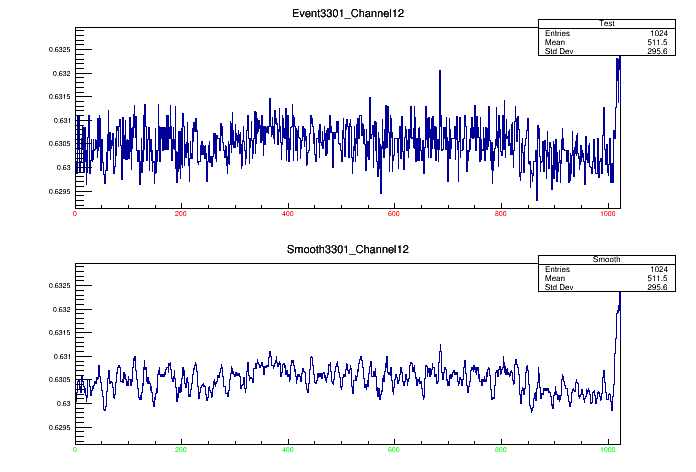 Event3301_Channel12
Test
Entries 1024
Mean 511.5
Std Dev 295.6
0.6325
0.632
0.6315
0.631
0.6305
0.63
0.6295
0 200 400 600 800 1000
Smooth3301_Channel12
Smooth
Entries 1024
Mean 511.5
Std Dev 295.6
0.6325
0.632
0.6315
0.631
0.6305
0.63
0.6295
0 200 400 600 800 1000